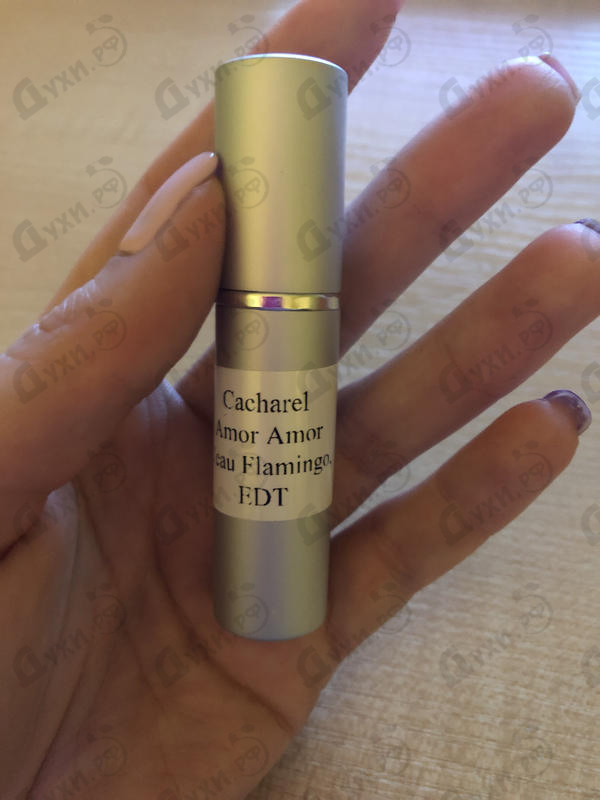 Cacharel
Amor Amor
eau Flamingo.
EDT
Духи.рф